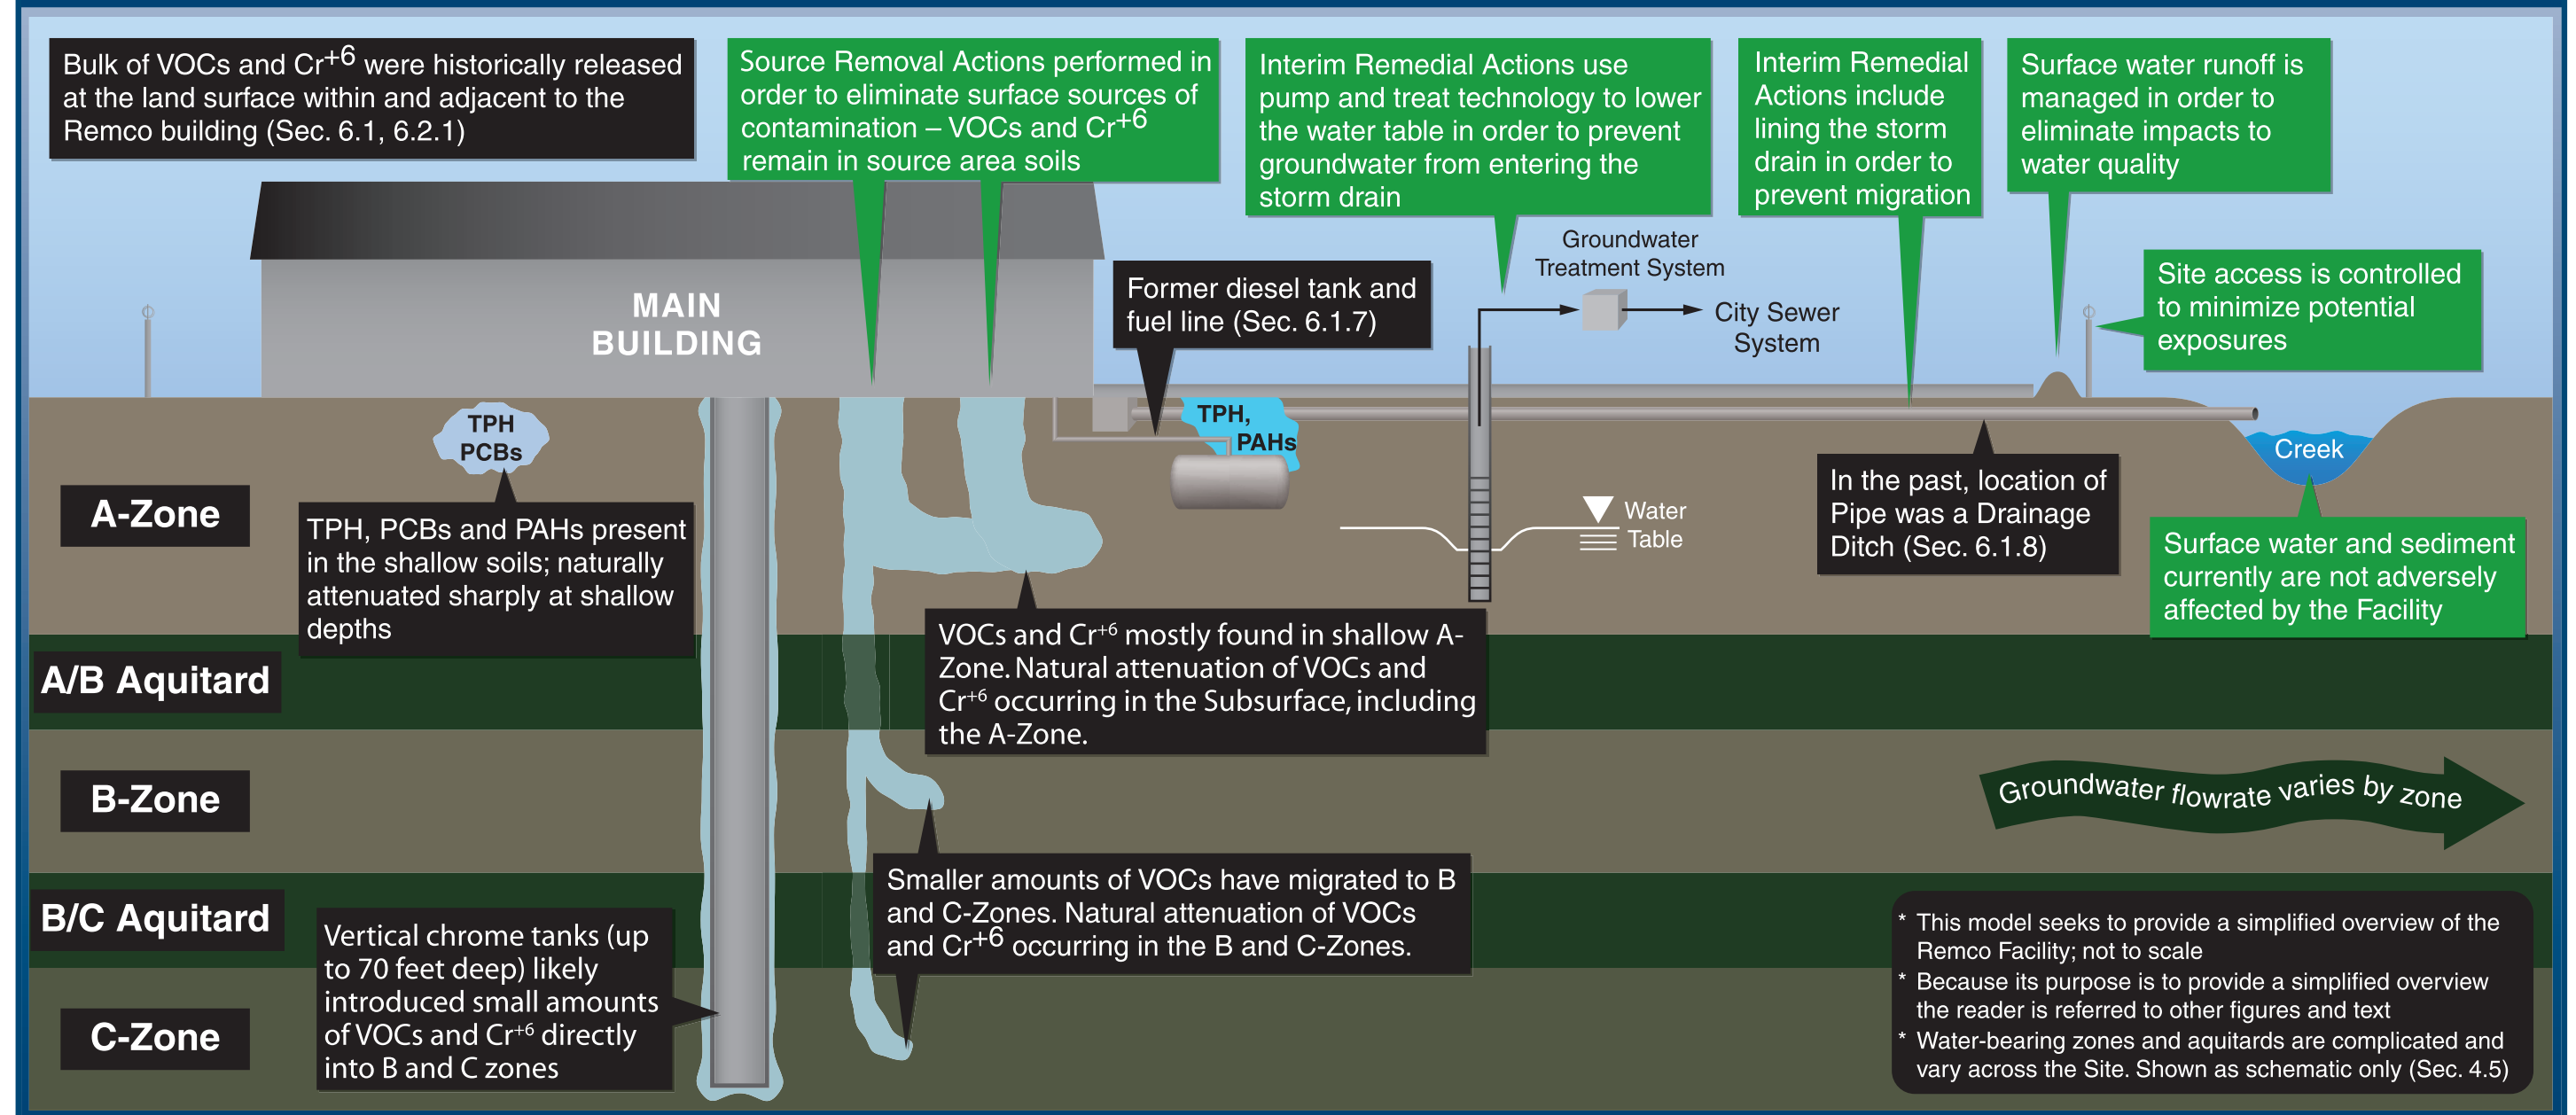 Bulk of VOCs and Cr+6 were historically released
at the land surface within and adjacent to the
Remco building (Sec. 6.1, 6.2.1)
Source Removal Actions performed in
order to eliminate surface sources of
contamination – VOCs and Cr+6
remain in source area soils
Interim Remedial Actions use
pump and treat technology to lower
the water table in order to prevent
groundwater from entering the
storm drain
Interim Remedial
Actions include
lining the storm
drain in order to
prevent migration
Surface water runoff is
managed in order to
eliminate impacts to
water quality
Groundwater
Treatment System
City Sewer
System
Site access is controlled
to minimize potential
exposures
Former diesel tank and
fuel line (Sec. 6.1.7)
MAIN
BUILDING
TPH
PCBs
TPH,
PAHs
Creek
A-Zone
TPH, PCBs and PAHs present
in the shallow soils; naturally
attenuated sharply at shallow
depths
Water
Table
In the past, location of
Pipe was a Drainage
Ditch (Sec. 6.1.8)
Surface water and sediment
currently are not adversely
affected by the Facility
VOCs and Cr+6 mostly found in shallow A-
Zone. Natural attenuation of VOCs and
Cr+6 occurring in the Subsurface, including
the A-Zone.
A/B Aquitard
B-Zone
Groundwater flowrate varies by zone
Smaller amounts of VOCs have migrated to B
and C-Zones. Natural attenuation of VOCs
and Cr+6 occurring in the B and C-Zones.
B/C Aquitard
Vertical chrome tanks (up
to 70 feet deep) likely
introduced small amounts
of VOCs and Cr+6 directly
into B and C zones
C-Zone
* This model seeks to provide a simplified overview of the
Remco Facility; not to scale
* Because its purpose is to provide a simplified overview
the reader is referred to other figures and text
* Water-bearing zones and aquitards are complicated and
vary across the Site. Shown as schematic only (Sec. 4.5)